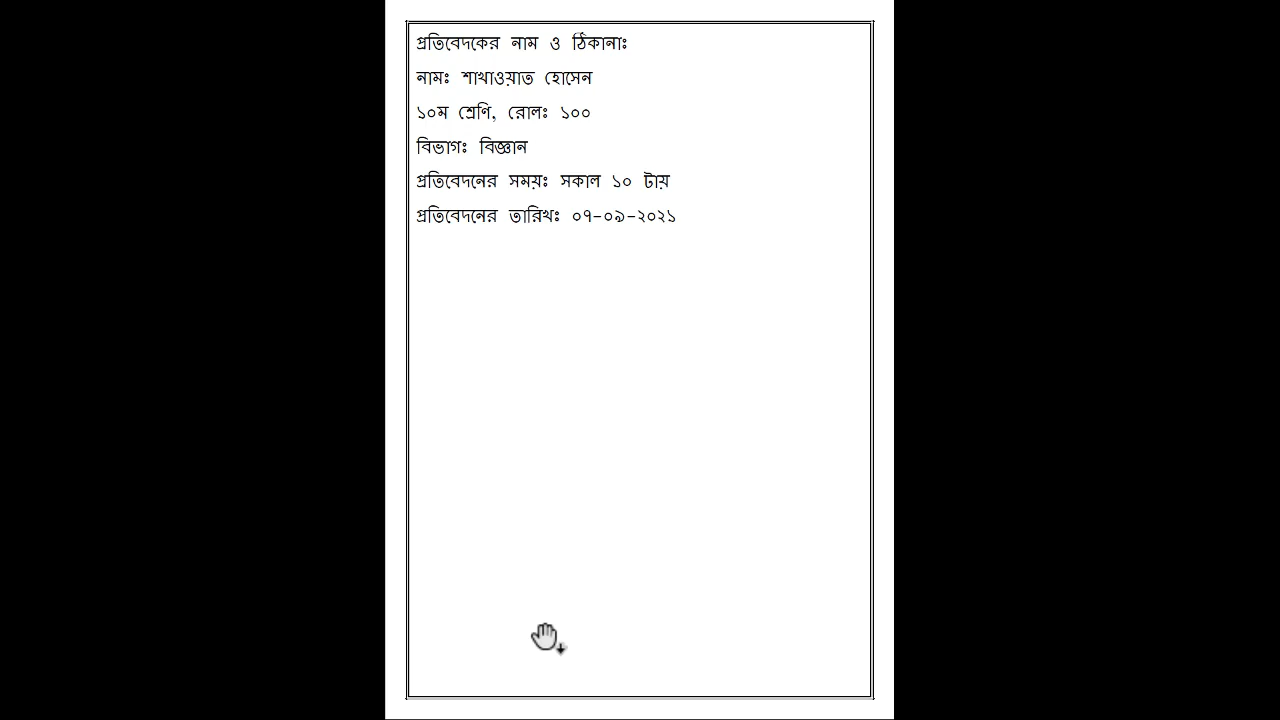 প্রতিবেদকের নাম ও ঠিকানাঃ
নামঃ শাখাওয়াত হোসেন
১০ম শ্রেণি, রোলঃ ১০০
বিভাগঃ বিজ্ঞান
প্রতিবেদনের সময়ঃ সকাল ১০ টায়
প্রতিবেদনের তারিখঃ ০৭-০৯-২০২১